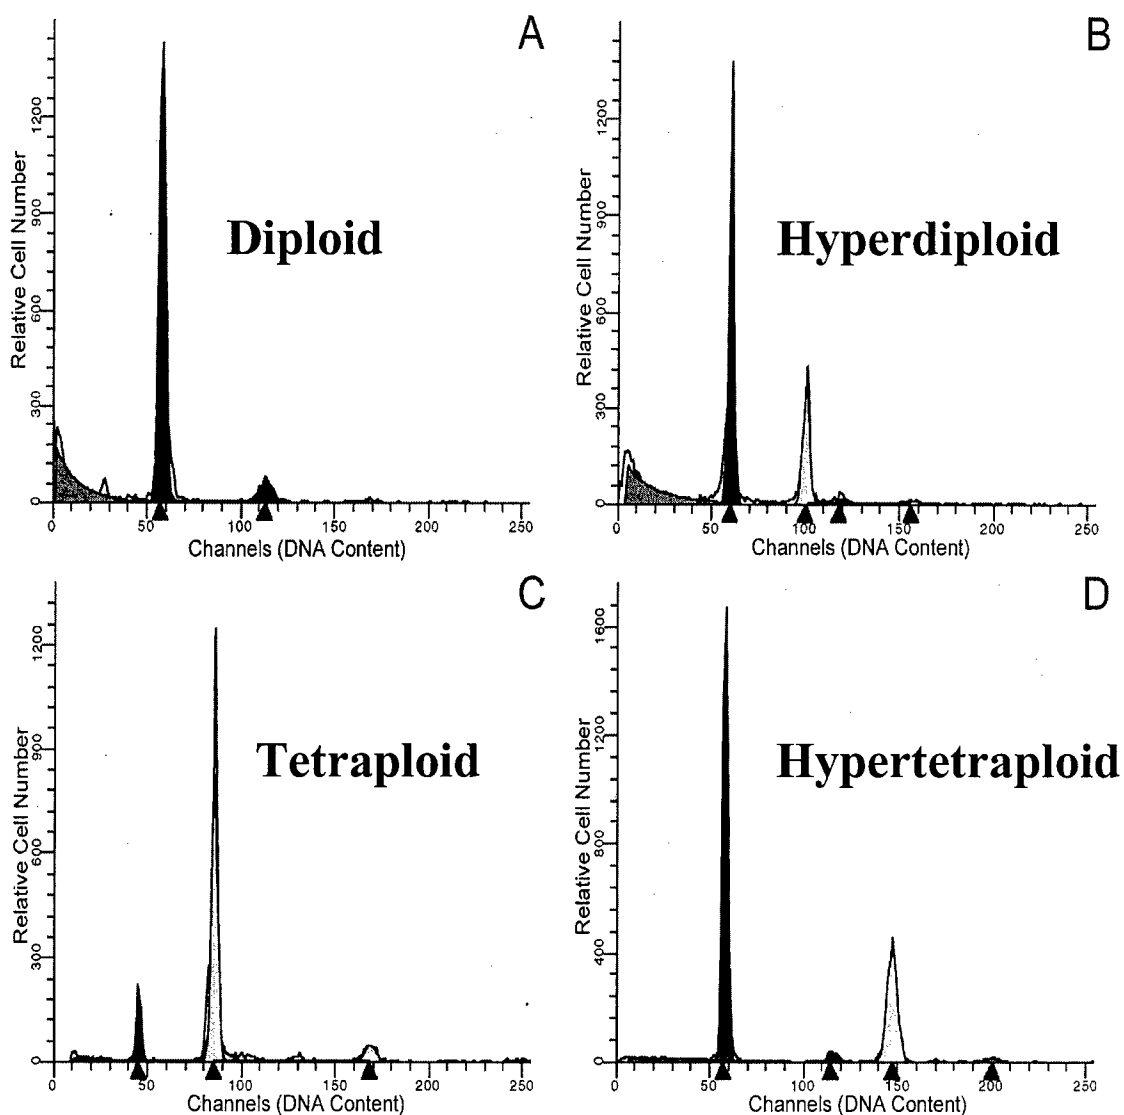 A
Relative Cell Number
1200
900
600
300
0
Diploid
0 50 100 150 200 250
Channels (DNA Content)
B
Relative Cell Number
1200
900
600
300
0
Hyperdiploid
0 50 100 150 200 250
Channels (DNA Content)
C
Relative Cell Number
1200
900
600
300
0
Tetraploid
0 50 100 150 200 250
Channels (DNA Content)
D
Relative Cell Number
1600
1200
800
400
0
Hypertetraploid
0 50 100 150 200 250
Channels (DNA Content)